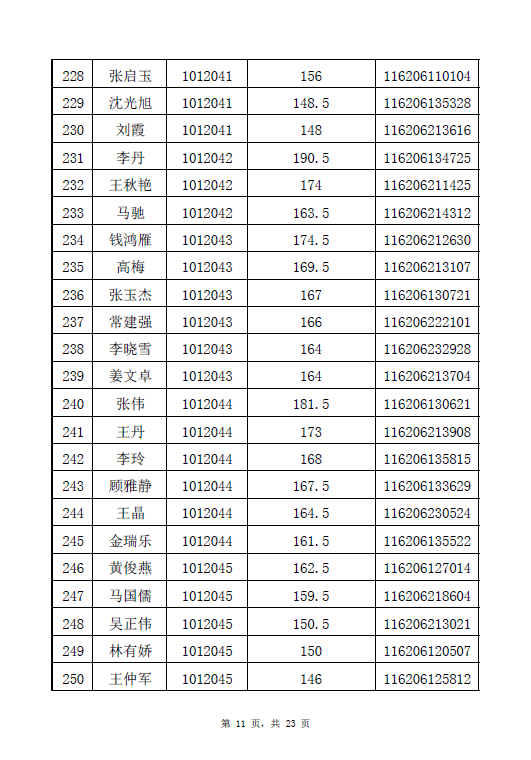 228 张启玉 1012041 156 116206110104
229 沈光旭 1012041 148.5 116206135328
230 刘霞 1012041 148 116206213616
231 李丹 1012042 190.5 116206134725
232 王秋艳 1012042 174 116206211425
233 马驰 1012042 163.5 116206214312
234 钱鸿雁 1012043 174.5 116206212630
235 高梅 1012043 169.5 116206213107
236 张玉杰 1012043 167 116206130721
237 常建强 1012043 166 116206222101
238 李晓雪 1012043 164 116206232928
239 姜文卓 1012043 164 116206213704
240 张伟 1012044 181.5 116206130621
241 王丹 1012044 173 116206213908
242 李玲 1012044 168 116206135815
243 顾雅静 1012044 167.5 116206133629
244 王晶 1012044 164.5 116206230524
245 金瑞乐 1012044 161.5 116206135522
246 黄俊燕 1012045 162.5 116206127014
247 马国儒 1012045 159.5 116206218604
248 吴正伟 1012045 150.5 116206213021
249 林有娇 1012045 150 116206120507
250 王仲军 1012045 146 116206125812
第 11 页，共 23 页